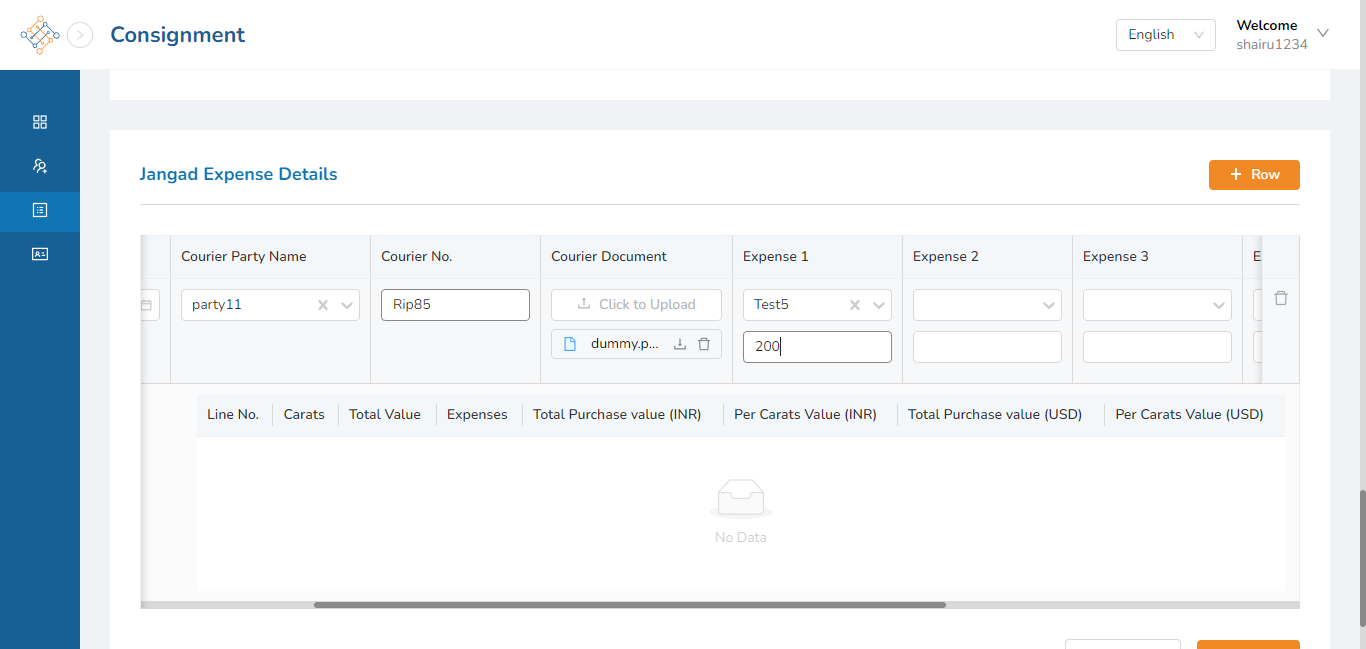 Consignment
English
Welcome
shairu1234
Jangad Expense Details
+ Row
Courier Party Name
Courier No.
Courier Document
Expense 1
Expense 2
Expense 3
E
party11
Rip85
Click to Upload
Test5
dummy.p...
200
Line No.
Carats
Total Value
Expenses
Total Purchase value (INR)
Per Carats Value (INR)
Total Purchase value (USD)
Per Carats Value (USD)
No Data